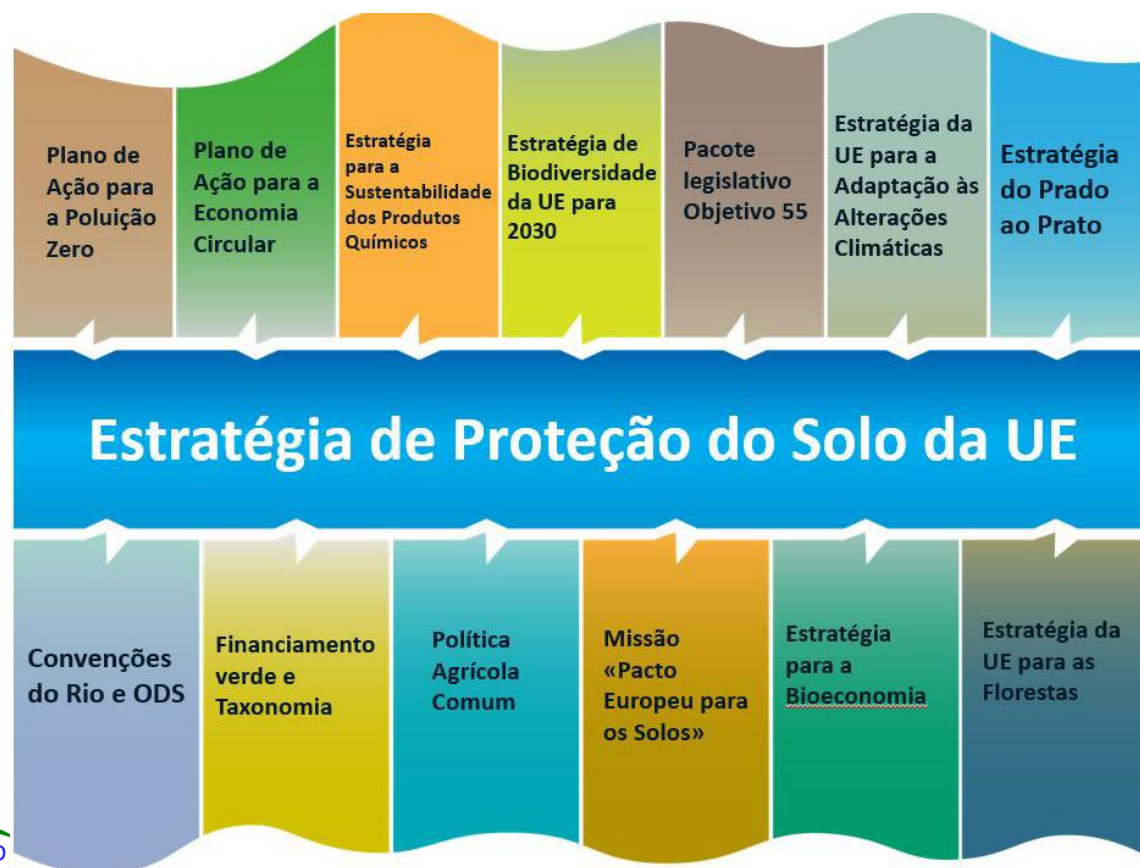 Plano de
Ação para
a Poluição
Zero
Plano de
Ação para a
Economia
Circular
Estratégia
para a
Sustentabilidade
dos Produtos
Químicos
Estratégia de
Biodiversidade
da UE para
2030
Pacote
legislativo
Objetivo 55
Estratégia da
UE para a
Adaptação às
Alterações
Climáticas
Estratégia
do Prado
ao Prato
Estratégia de Proteção do Solo da UE
Convenções
do Rio e ODS
Financiamento
verde e
Taxonomia
Política
Agrícola
Comum
Missão
«Pacto
Europeu para
os Solos»
Estratégia
para a
Bioeconomia
Estratégia da
UE para as
Florestas